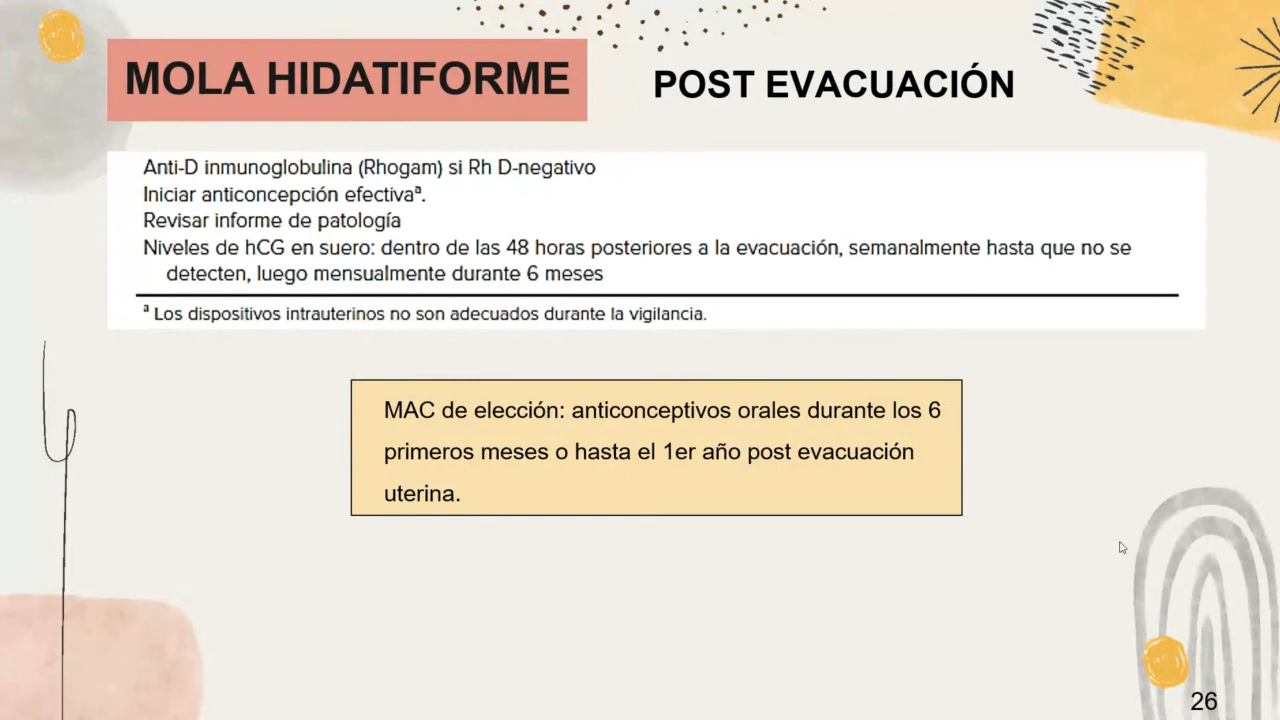 MOLA HIDATIFORME
POST EVACUACIÓN
Anti-D inmunoglobulina (Rhogam) si Rh D-negativo
Iniciar anticoncepción efectivaª.
Revisar informe de patología
Niveles de hCG en suero: dentro de las 48 horas posteriores a la evacuación, semanalmente hasta que no se
detecten, luego mensualmente durante 6 meses
ª Los dispositivos intrauterinos no son adecuados durante la vigilancia.
MAC de elección: anticonceptivos orales durante los 6
primeros meses o hasta el 1er año post evacuación
uterina.
26